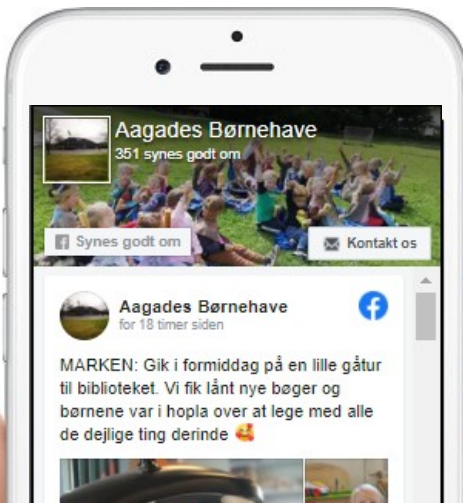 Aagades Børnehave
351 synes godt om
Synes godt om
Kontakt os
Aagades Børnehave
for 18 timer siden
MARKEN: Gik i formiddag på en lille gåtur
til biblioteket. Vi fik lånt nye bøger og
børnene var i hopla over at lege med alle
de dejlige ting derinde 🥰